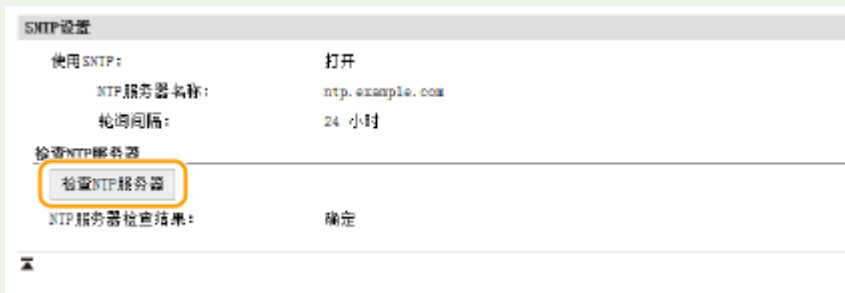 SNTP设置
使用SNTP: 打开
NTP服务器名称: ntp.example.com
轮询间隔: 24 小时
检查NTP服务器
检查NTP服务器
NTP服务器检查结果: 确定